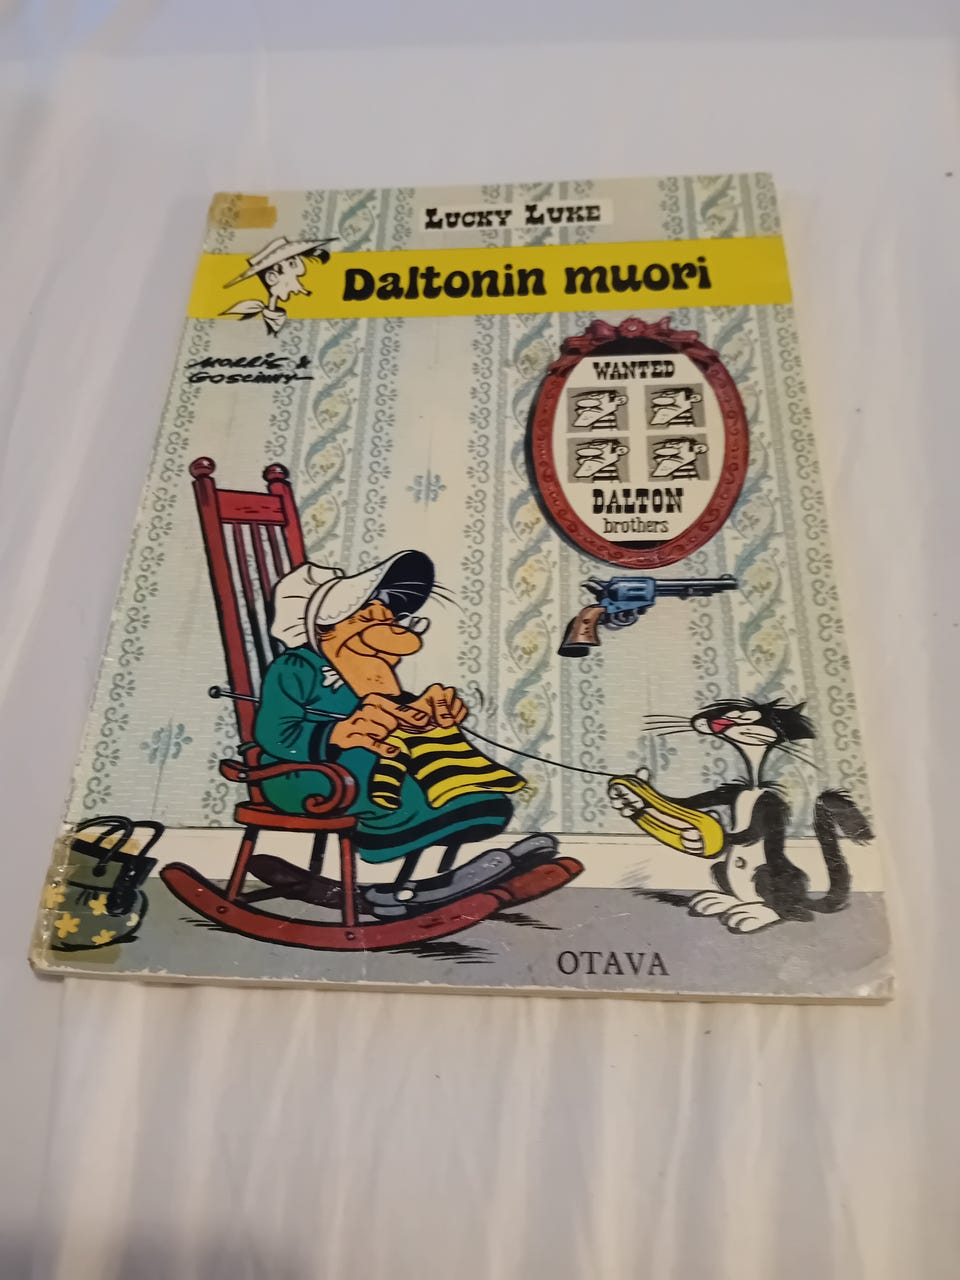 LUCKY LUKE
Daltonin muori
MORRIS &
GOSCINNY
WANTED
DALTON
brothers
OTAVA